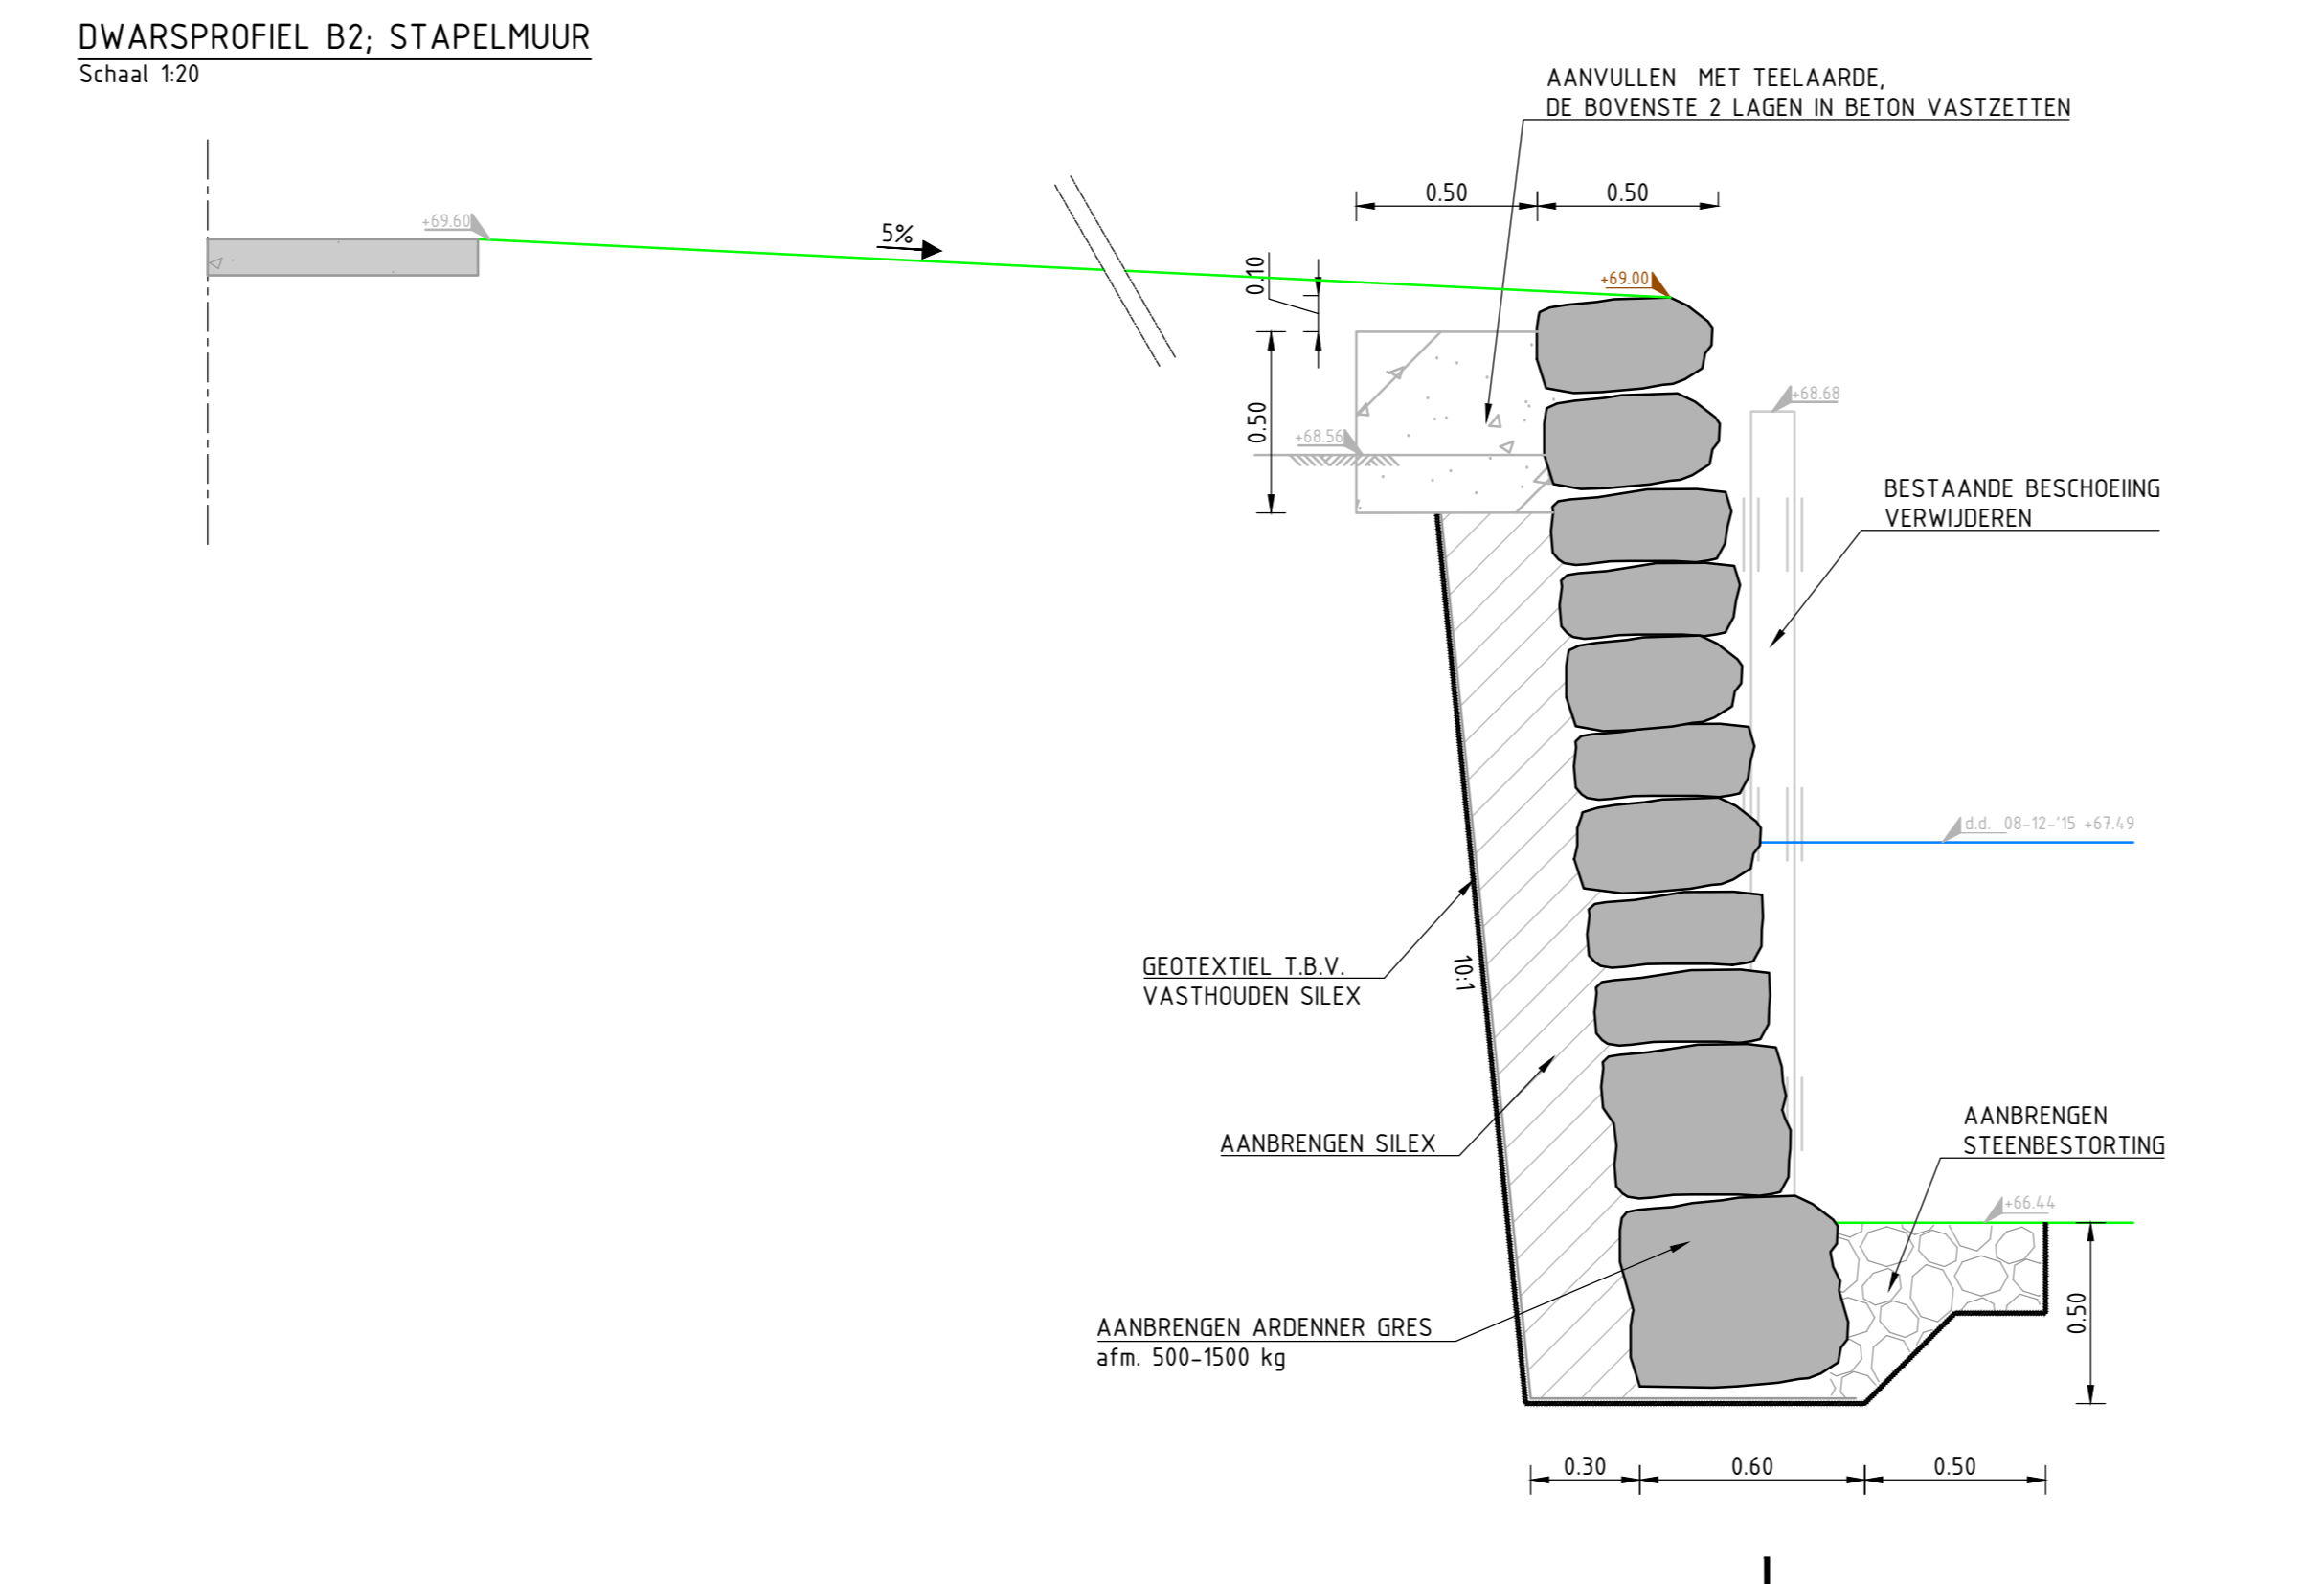 DWARSPROFIEL B2; STAPELMUUR
Schaal 1:20
AANVULLEN MET TEELAARDE,
DE BOVENSTE 2 LAGEN IN BETON VASTZETTEN
0.50
0.50
+69.60
5%
0.10
+69.00
+68.68
0.50
+68.56
BESTAANDE BESCHOEIING
VERWIJDEREN
d.d. 08-12-'15 +67.49
GEOTEXTIEL T.B.V.
VASTHOUDEN SILEX
10:1
AANBRENGEN SILEX
AANBRENGEN
STEENBESTORTING
+66.44
0.50
AANBRENGEN ARDENNER GRES
afm. 500-1500 kg
0.30
0.60
0.50